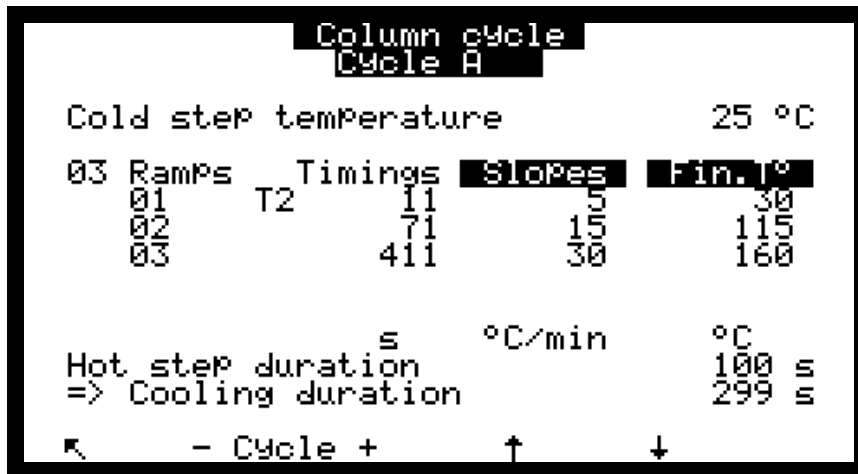 Column cycle
Cycle A
Cold step temperature 25 °C
03 Ramps Timings Slopes Fin.T°
01 T2 11 5 30
02 71 15 115
03 411 30 160
s °C/min °C
Hot step duration 100 s
=> Cooling duration 299 s
↖ - Cycle + ↑ ↓